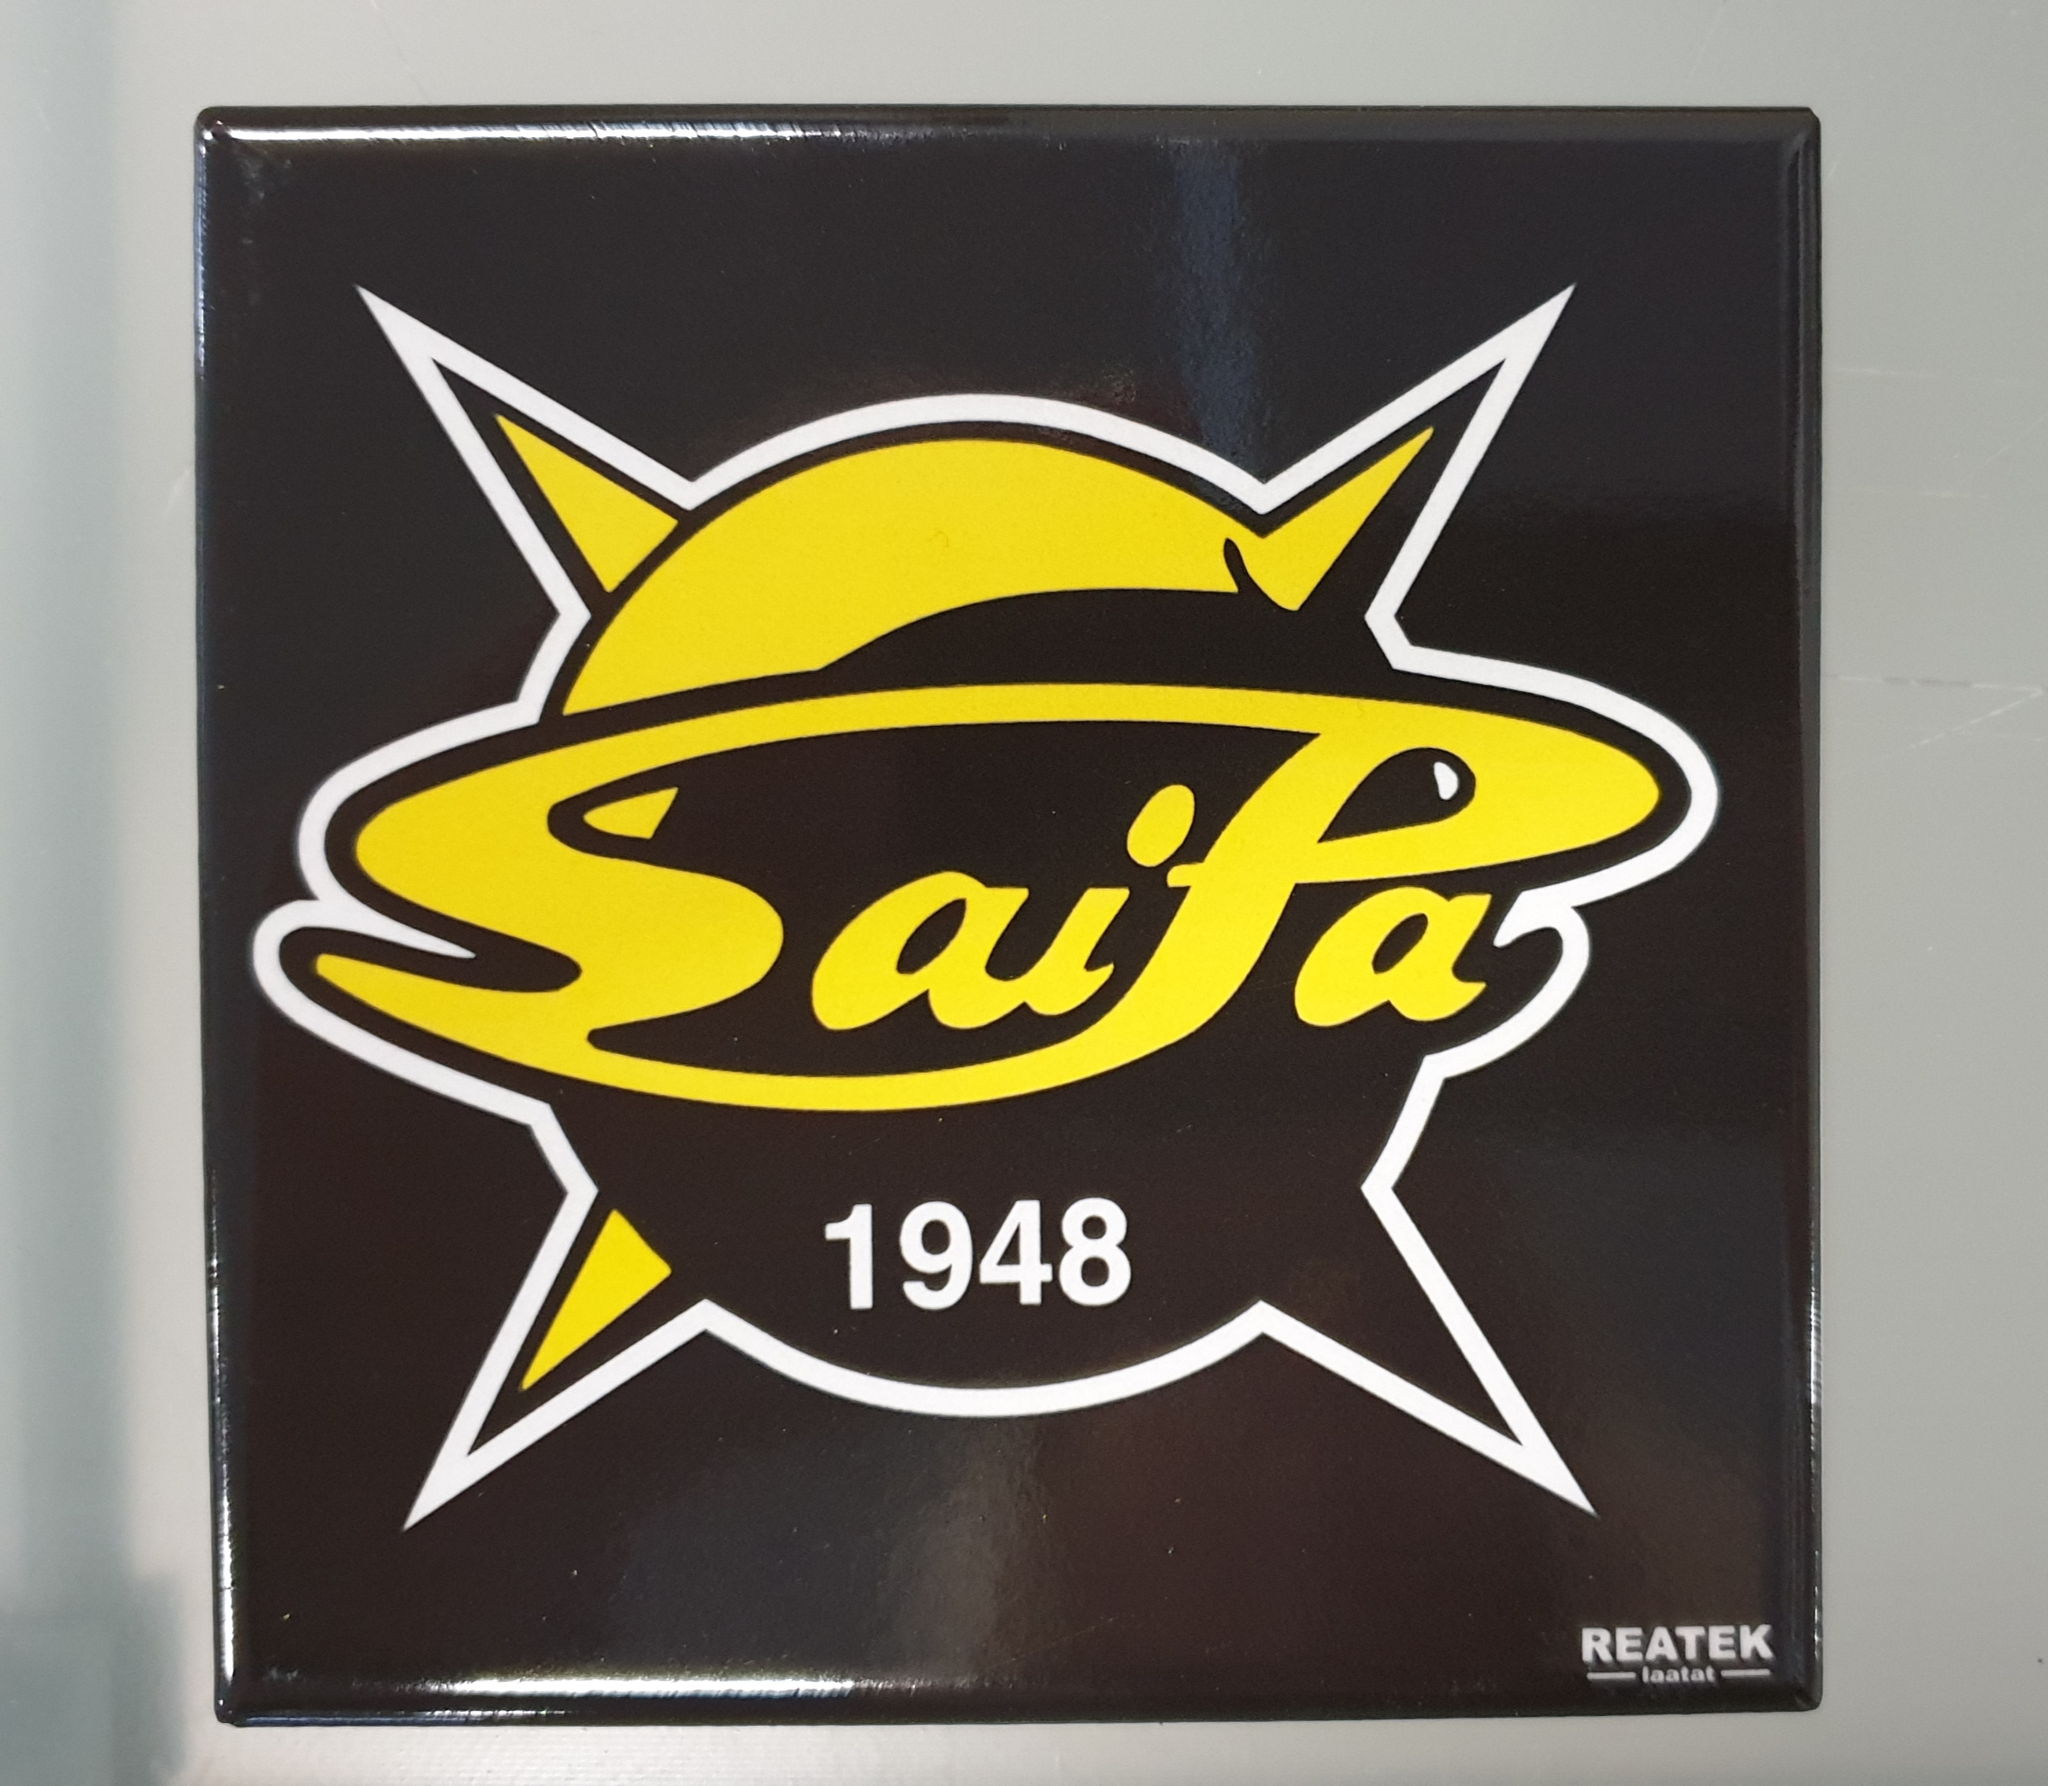 SaiPa
1948
REATEK
laatat